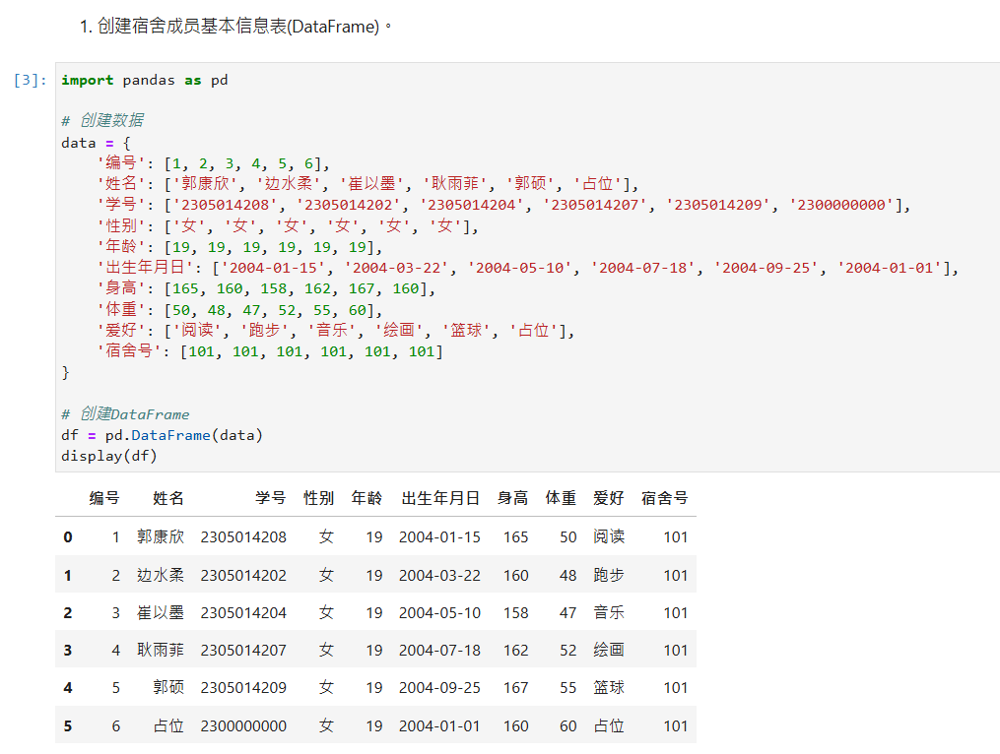 1. 创建宿舍成员基本信息表(DataFrame)。
[3]: import pandas as pd
# 创建数据
data = {
'编号': [1, 2, 3, 4, 5, 6],
'姓名': ['郭康欣', '边水柔', '崔以墨', '耿雨菲', '郭硕', '占位'],
'学号': ['2305014208', '2305014202', '2305014204', '2305014207', '2305014209', '2300000000'],
'性别': ['女', '女', '女', '女', '女', '女'],
'年龄': [19, 19, 19, 19, 19, 19],
'出生年月日': ['2004-01-15', '2004-03-22', '2004-05-10', '2004-07-18', '2004-09-25', '2004-01-01'],
'身高': [165, 160, 158, 162, 167, 160],
'体重': [50, 48, 47, 52, 55, 60],
'爱好': ['阅读', '跑步', '音乐', '绘画', '篮球', '占位'],
'宿舍号': [101, 101, 101, 101, 101, 101]
}
# 创建DataFrame
df = pd.DataFrame(data)
display(df)
编号 姓名 学号 性别 年龄 出生年月日 身高 体重 爱好 宿舍号
0 1 郭康欣 2305014208 女 19 2004-01-15 165 50 阅读 101
1 2 边水柔 2305014202 女 19 2004-03-22 160 48 跑步 101
2 3 崔以墨 2305014204 女 19 2004-05-10 158 47 音乐 101
3 4 耿雨菲 2305014207 女 19 2004-07-18 162 52 绘画 101
4 5 郭硕 2305014209 女 19 2004-09-25 167 55 篮球 101
5 6 占位 2300000000 女 19 2004-01-01 160 60 占位 101